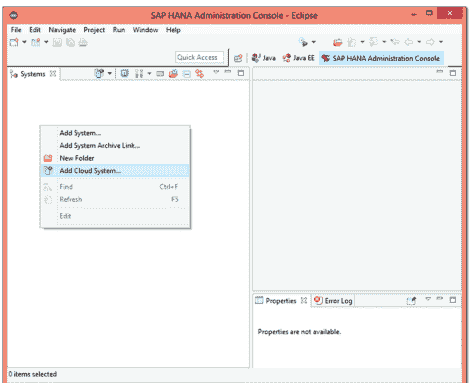 SAP HANA Administration Console - Eclipse
File Edit Navigate Project Run Window Help
Quick Access
Java Java EE SAP HANA Administration Console
Systems
Add System...
Add System Archive Link...
New Folder
Add Cloud System...
Find Ctrl+F
Refresh F5
Edit
Properties Error Log
Properties are not available.
0 items selected